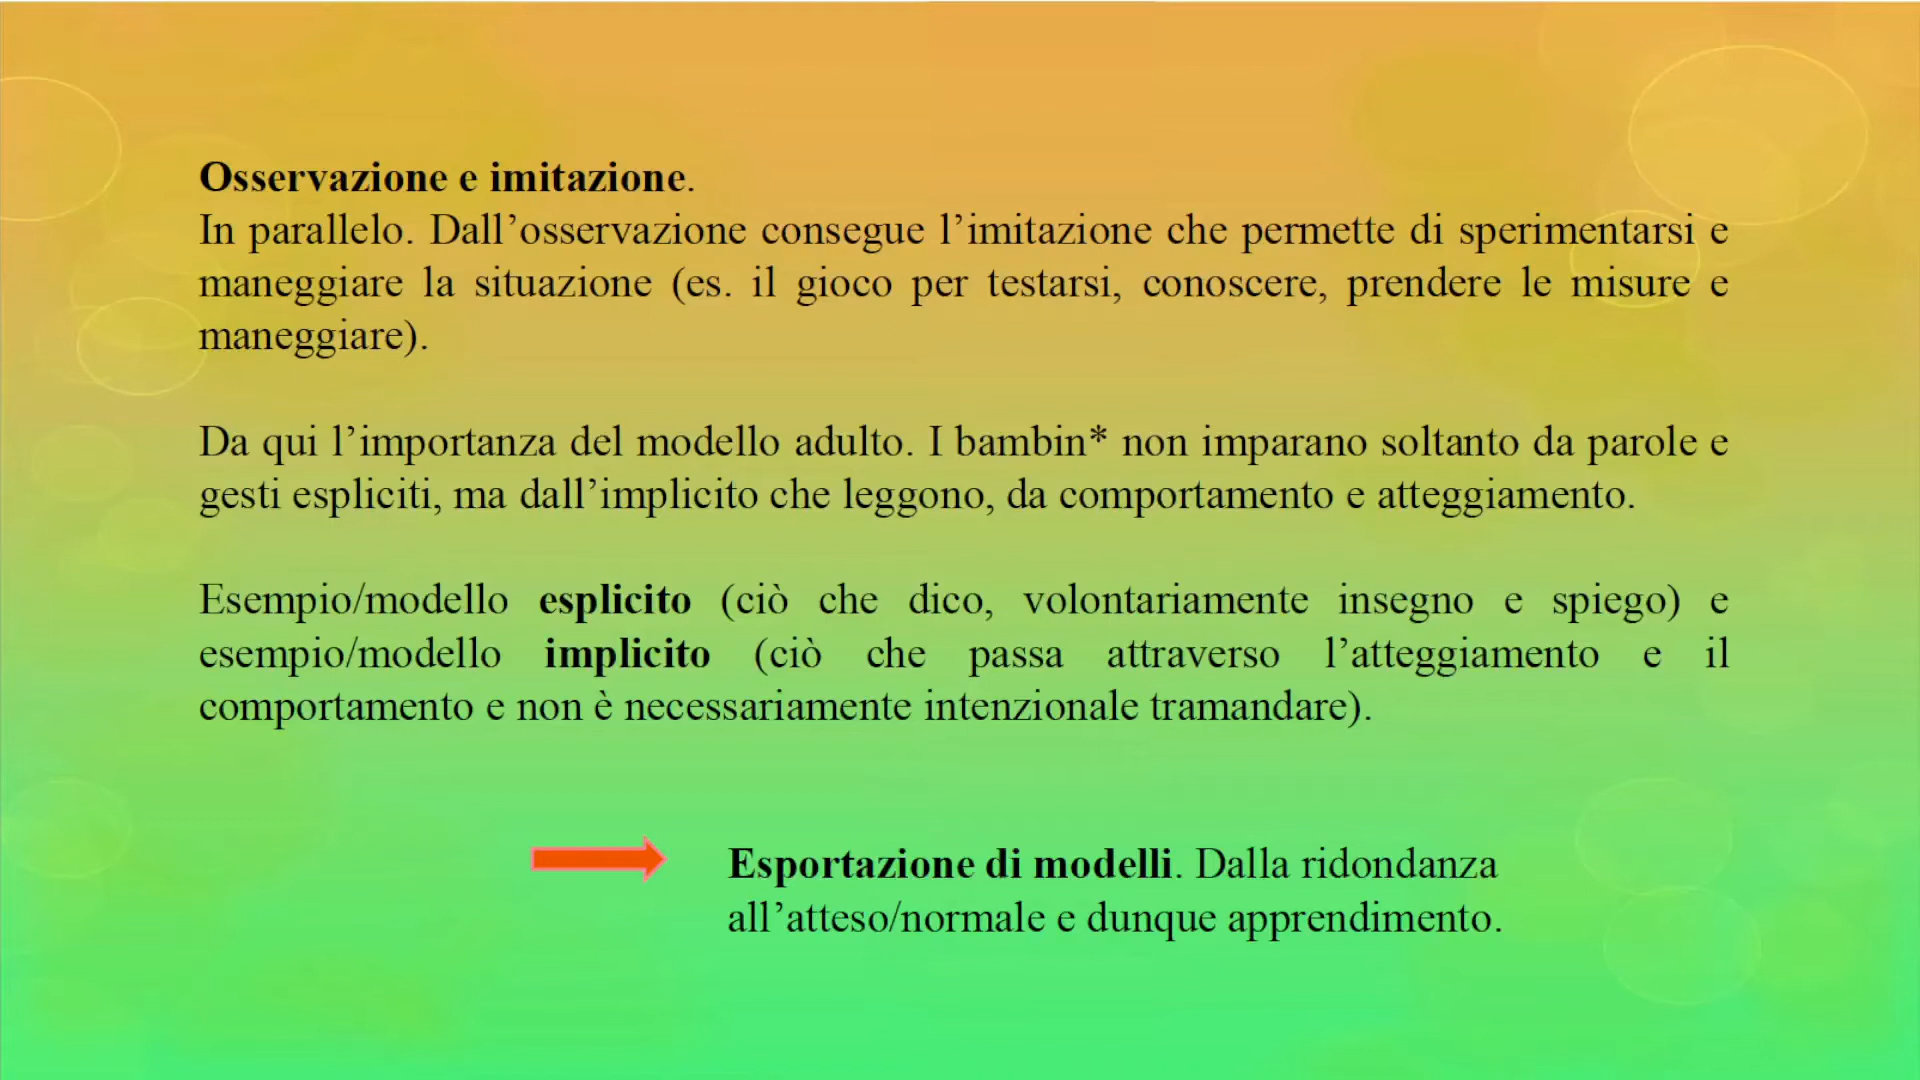 Osservazione e imitazione.
In parallelo. Dall’osservazione consegue l’imitazione che permette di sperimentarsi e
maneggiare la situazione (es. il gioco per testarsi, conoscere, prendere le misure e
maneggiare).
Da qui l’importanza del modello adulto. I bambin* non imparano soltanto da parole e
gesti espliciti, ma dall’implicito che leggono, da comportamento e atteggiamento.
Esempio/modello esplicito (ciò che dico, volontariamente insegno e spiego) e
esempio/modello implicito (ciò che passa attraverso l’atteggiamento e il
comportamento e non è necessariamente intenzionale tramandare).
Esportazione di modelli. Dalla ridondanza
all’atteso/normale e dunque apprendimento.